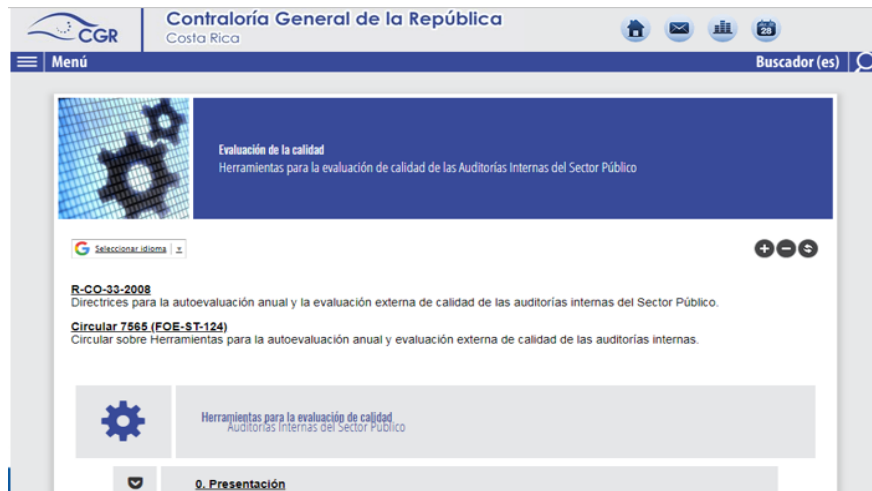 CGR
Contraloría General de la República
Costa Rica
28
Menú
Buscador (es)
Evaluación de la calidad
Herramientas para la evaluación de calidad de las Auditorías Internas del Sector Público
G Seleccionar idioma
R-CO-33-2008
Directrices para la autoevaluación anual y la evaluación externa de calidad de las auditorías internas del Sector Público.
Circular 7565 (FOE-ST-124)
Circular sobre Herramientas para la autoevaluación anual y evaluación externa de calidad de las auditorías internas.
Herramientas para la evaluación de calidad
Auditorías Internas del Sector Público
0. Presentación